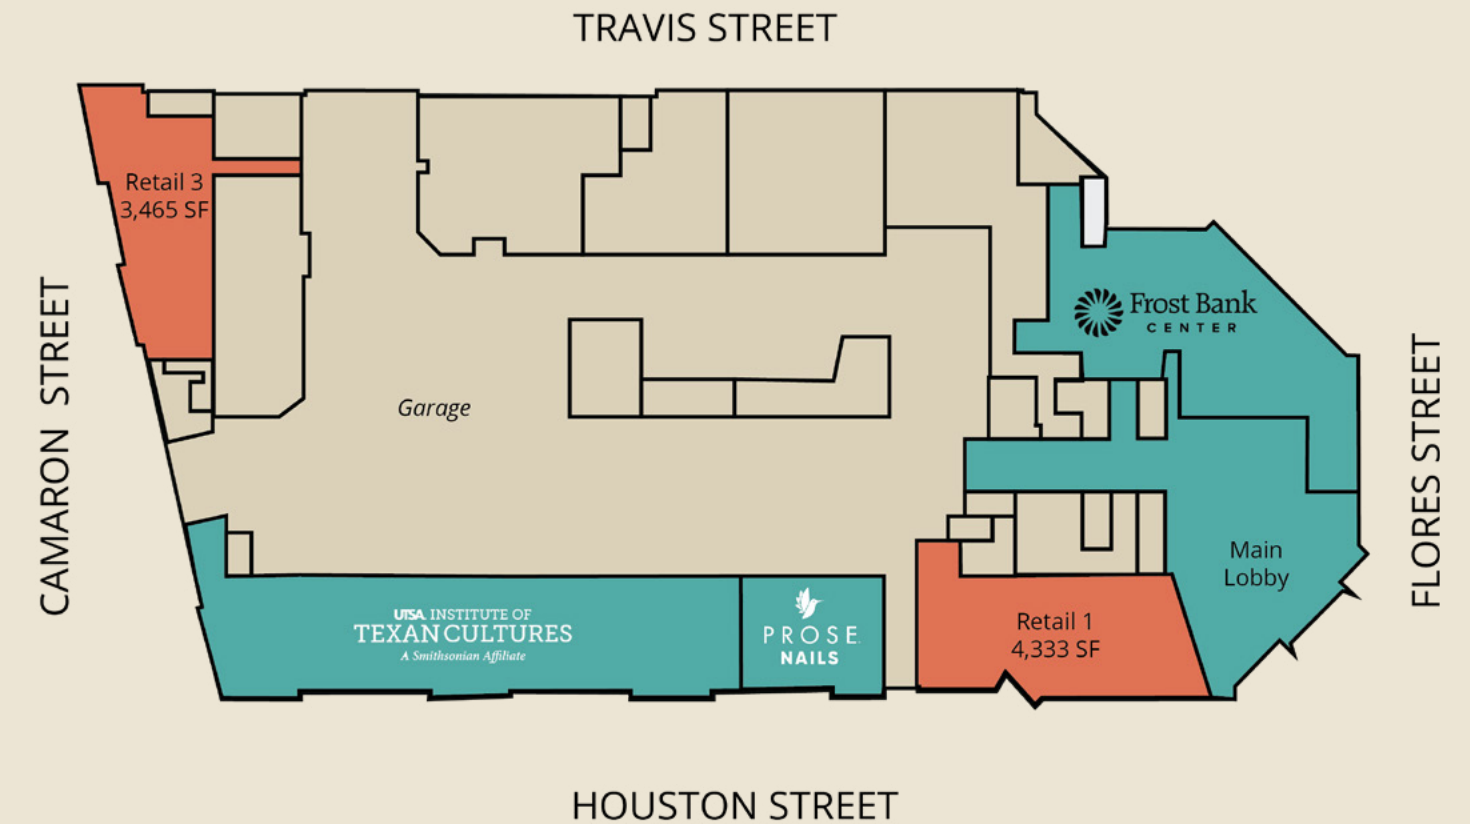 TRAVIS STREET
Retail 3
3,465 SF
Frost Bank
CENTER
CAMARON STREET
Garage
FLORES STREET
Main
Lobby
UTSA INSTITUTE OF
TEXAN CULTURES
A Smithsonian Affiliate
PROSE
NAILS
Retail 1
4,333 SF
HOUSTON STREET